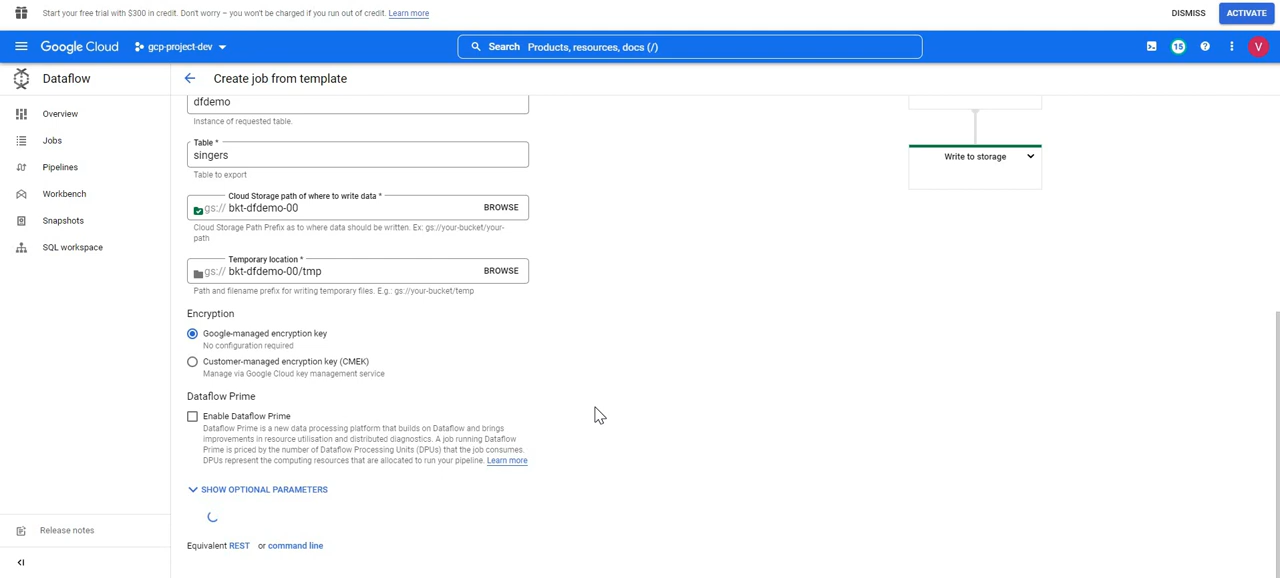 Start your free trial with $300 in credit. Don't worry – you won't be charged if you run out of credit. Learn more
DISMISS
ACTIVATE
Google Cloud
gcp-project-dev
Search Products, resources, docs (/)
15
V
Dataflow
Create job from template
Overview
Jobs
Pipelines
Workbench
Snapshots
SQL workspace
Release notes
dfdemo
Instance of requested table.
Table *
singers
Table to export
Cloud Storage path of where to write data *
gs:// bkt-dfdemo-00
BROWSE
Cloud Storage Path Prefix as to where data should be written. Ex: gs://your-bucket/your-
path
Temporary location *
gs:// bkt-dfdemo-00/tmp
BROWSE
Path and filename prefix for writing temporary files. E.g.: gs://your-bucket/temp
Encryption
Google-managed encryption key
No configuration required
Customer-managed encryption key (CMEK)
Manage via Google Cloud key management service
Dataflow Prime
Enable Dataflow Prime
Dataflow Prime is a new data processing platform that builds on Dataflow and brings
improvements in resource utilisation and distributed diagnostics. A job running Dataflow
Prime is priced by the number of Dataflow Processing Units (DPUs) that the job consumes.
DPUs represent the computing resources that are allocated to run your pipeline. Learn more
SHOW OPTIONAL PARAMETERS
Equivalent REST or command line
Write to storage